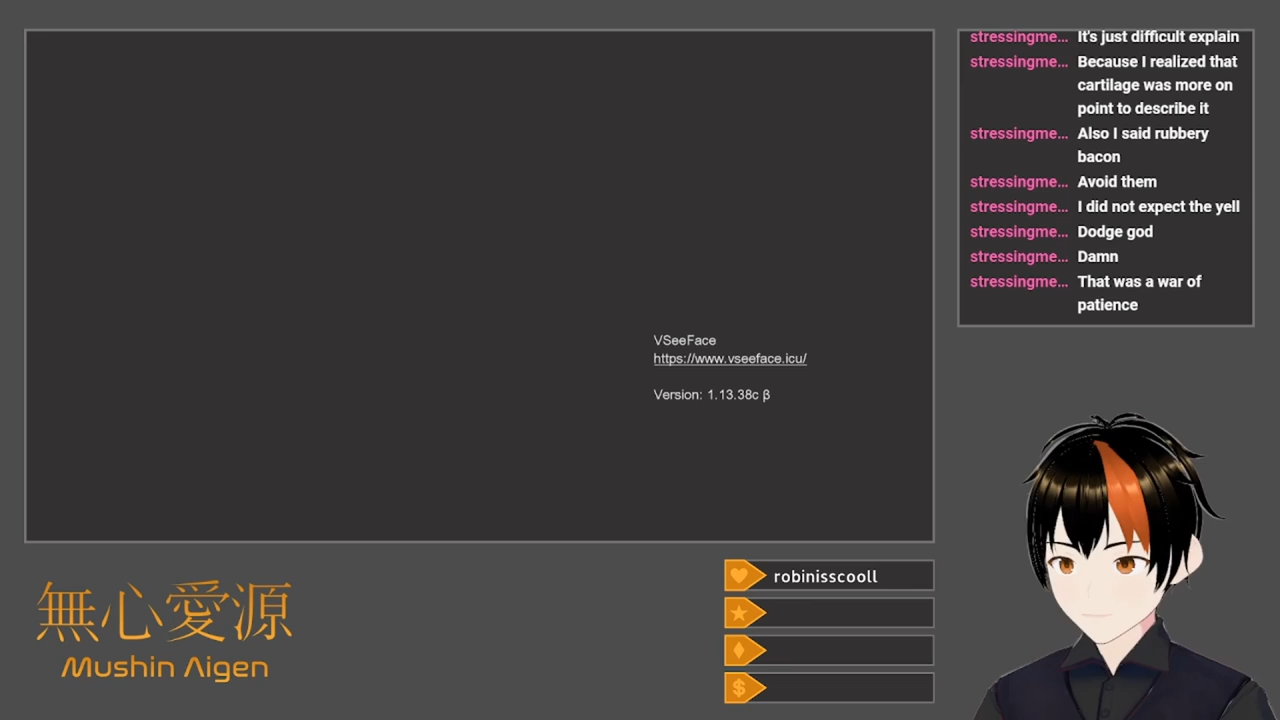 stressingme... It's just difficult explain
stressingme... Because I realized that
cartilage was more on
point to describe it
stressingme... Also I said rubbery
bacon
stressingme... Avoid them
stressingme... I did not expect the yell
stressingme... Dodge god
stressingme... Damn
stressingme... That was a war of
patience
VSeeFace
https://www.vseeface.icu/
Version: 1.13.38c β
robinisscooll
無心愛源
Mushin Aigen